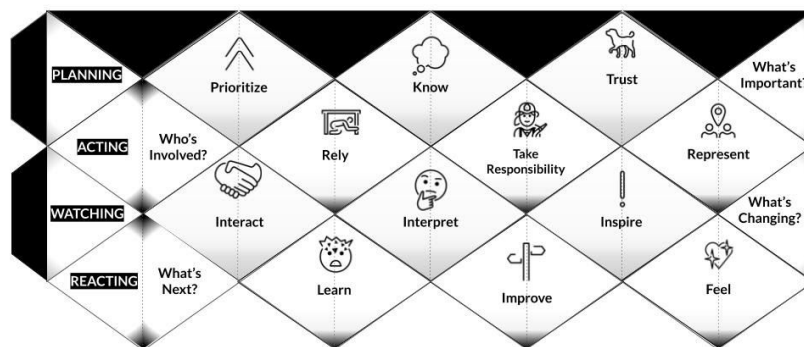 PLANNING
Prioritize
Know
Trust
What's
Important?
ACTING
Who's
Involved?
Rely
Take
Responsibility
Represent
WATCHING
Interact
Interpret
Inspire
What's
Changing?
REACTING
What's
Next?
Learn
Improve
Feel